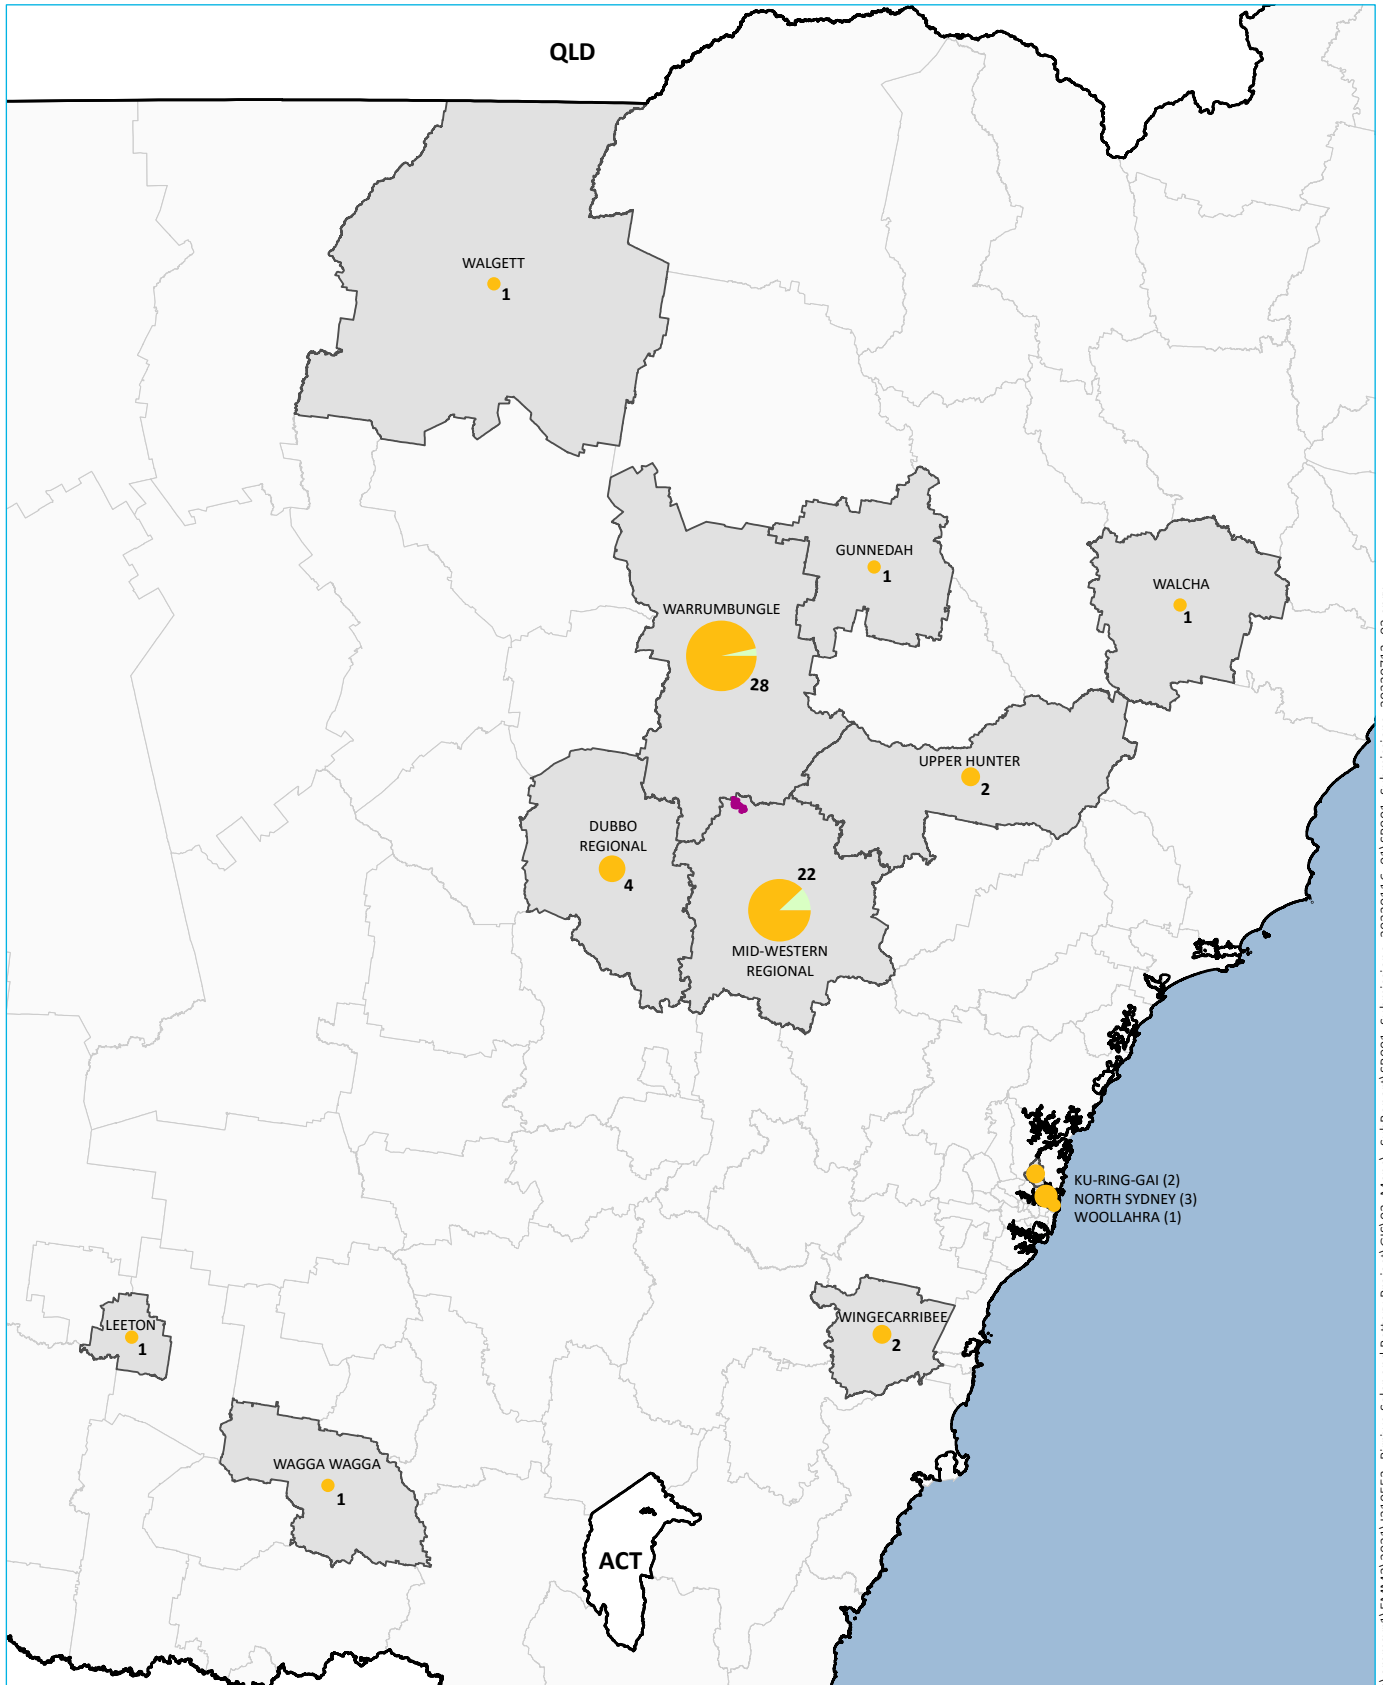 QLD
WALGETT
1
GUNNEDAH
1
WALCHA
1
WARRUMBUNGLE
28
UPPER HUNTER
2
DUBBO
REGIONAL
4
22
MID-WESTERN
REGIONAL
KU-RING-GAI (2)
NORTH SYDNEY (3)
WOOLLAHRA (1)
WINGECARRIBEE
2
LEETON
1
WAGGA WAGGA
1
ACT